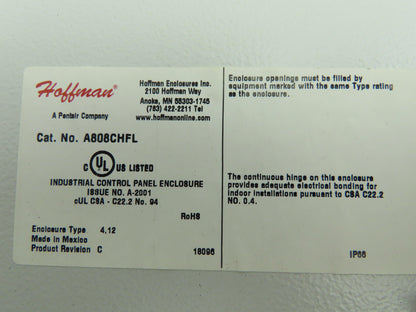 Hoffman®
A Pentair Company
Hoffman Enclosures Inc.
2100 Hoffman Way
Anoka, MN 55303-1745
(763) 422-2211 Tel
www.hoffmanonline.com
Cat. No. A808CHFL
C UL US LISTED
INDUSTRIAL CONTROL PANEL ENCLOSURE
ISSUE NO. A-2001
cUL CSA - C22.2 No. 94
RoHS
Enclosure Type 4,12
Made in Mexico
Product Revision C
18096
Enclosure openings must be filled by
equipment marked with the same Type rating
as the enclosure.
The continuous hinge on this enclosure
provides adequate electrical bonding for
indoor installations pursuant to CSA C22.2
NO. 0.4.
IP66